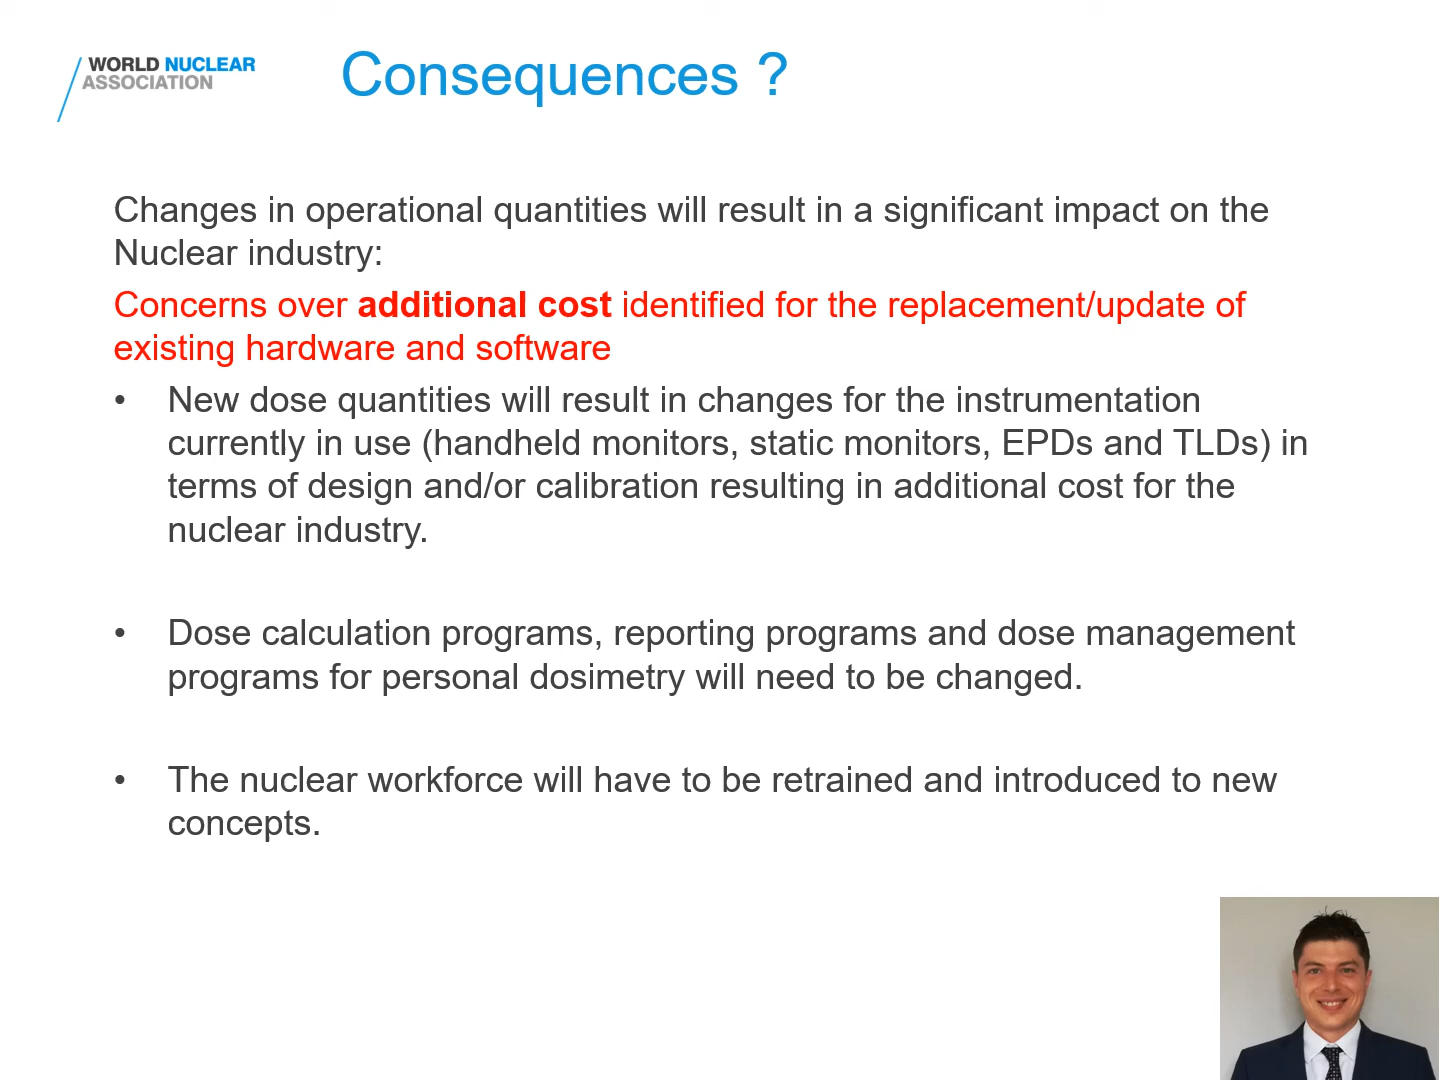 WORLD NUCLEAR
ASSOCIATION
Consequences ?
Changes in operational quantities will result in a significant impact on the
Nuclear industry:
Concerns over additional cost identified for the replacement/update of
existing hardware and software
• New dose quantities will result in changes for the instrumentation
currently in use (handheld monitors, static monitors, EPDs and TLDs) in
terms of design and/or calibration resulting in additional cost for the
nuclear industry.
• Dose calculation programs, reporting programs and dose management
programs for personal dosimetry will need to be changed.
• The nuclear workforce will have to be retrained and introduced to new
concepts.